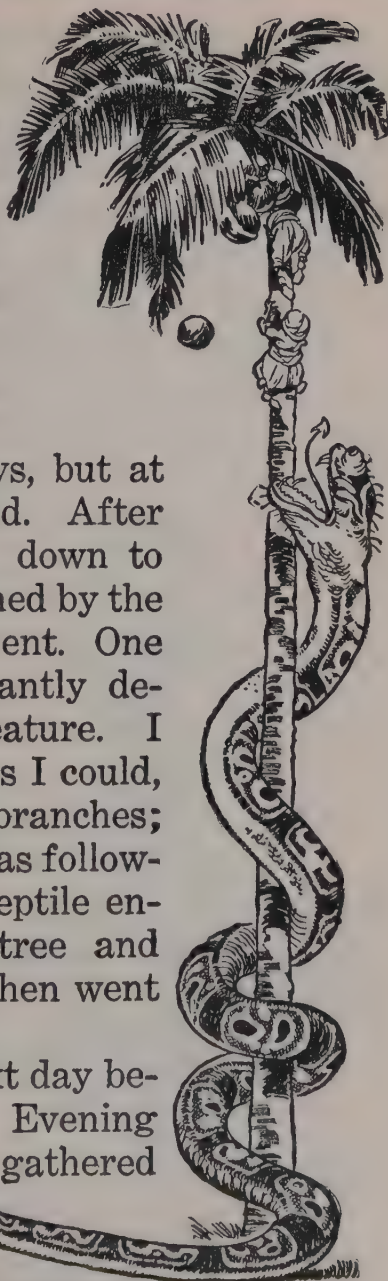 ys, but at
d. After
down to
ned by the
ent. One
antly de-
eature. I
s I could,
branches;
as follow-
eptile en-
tree and
hen went
t day be-
Evening
gathered